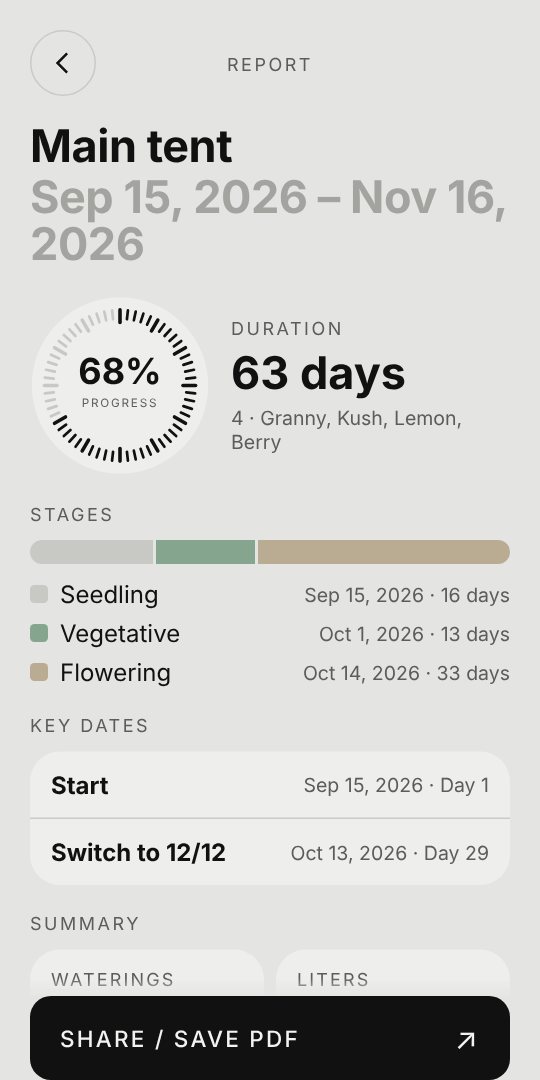 REPORT
Main tent
Sep 15, 2026 – Nov 16,
2026
68%
PROGRESS
DURATION
63 days
4 · Granny, Kush, Lemon,
Berry
STAGES
Seedling Sep 15, 2026 · 16 days
Vegetative Oct 1, 2026 · 13 days
Flowering Oct 14, 2026 · 33 days
KEY DATES
Start Sep 15, 2026 · Day 1
Switch to 12/12 Oct 13, 2026 · Day 29
SUMMARY
WATERINGS LITERS
SHARE / SAVE PDF